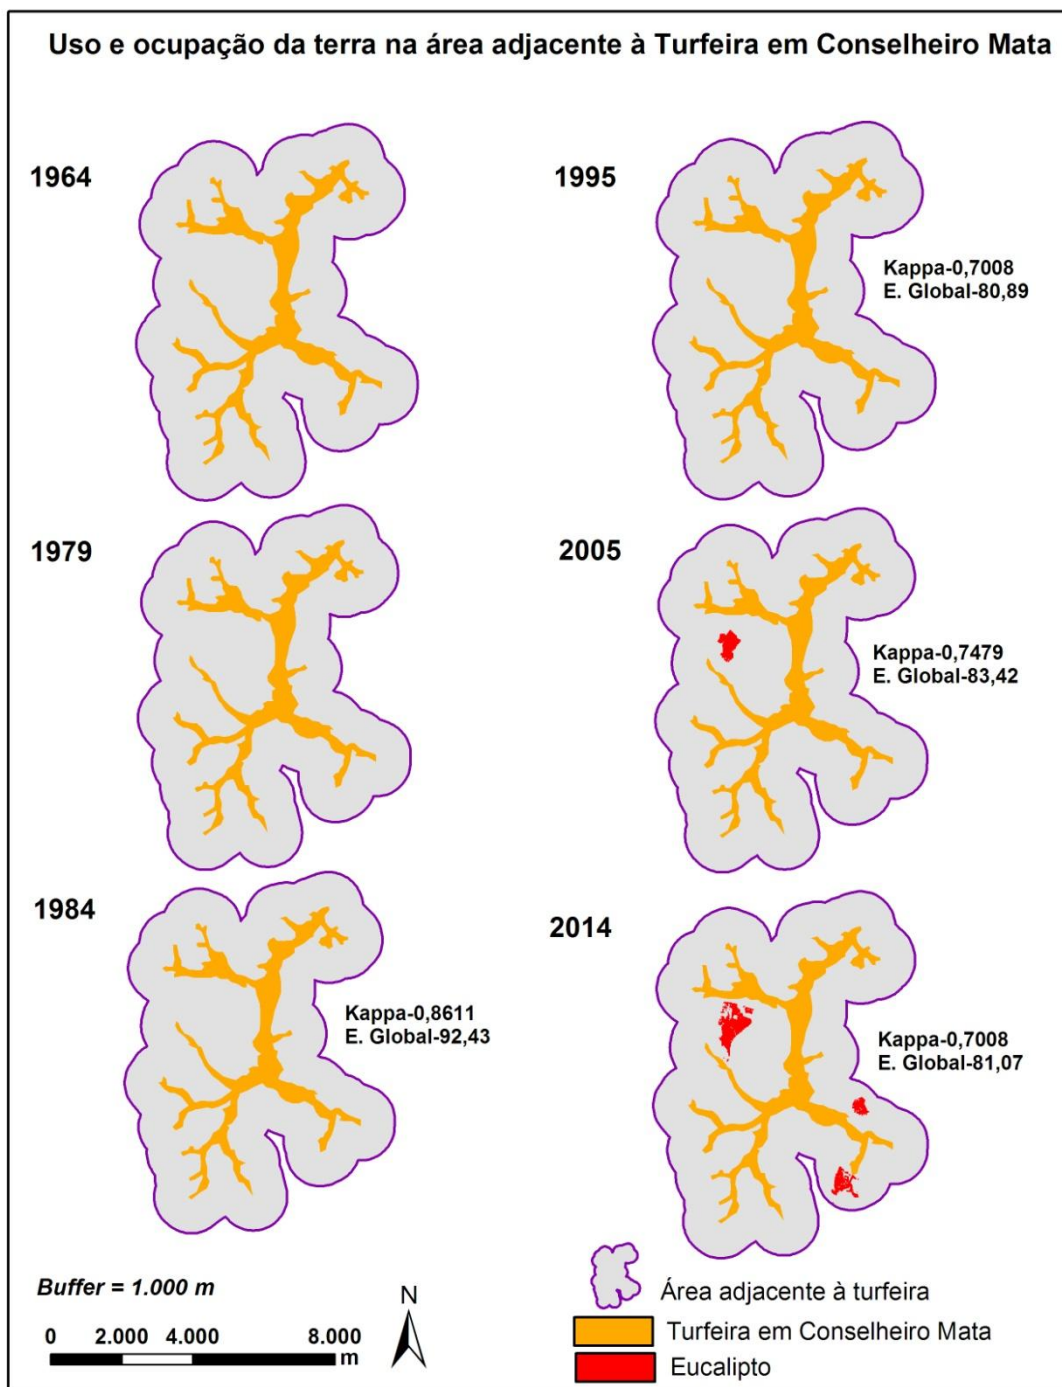 Uso e ocupação da terra na área adjacente à Turfeira em Conselheiro Mata
1964
1995
Kappa-0,7008
E. Global-80,89
1979
2005
Kappa-0,7479
E. Global-83,42
1984
Kappa-0,8611
E. Global-92,43
2014
Kappa-0,7008
E. Global-81,07
Buffer = 1.000 m
N
0 2.000 4.000 8.000
m
Área adjacente à turfeira
Turfeira em Conselheiro Mata
Eucalipto